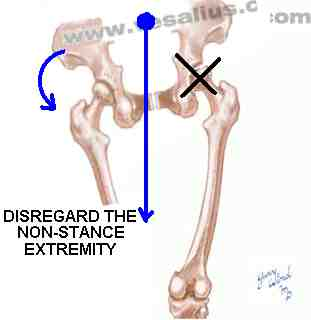 www.vesalius.com
DISREGARD THE
NON-STANCE
EXTREMITY